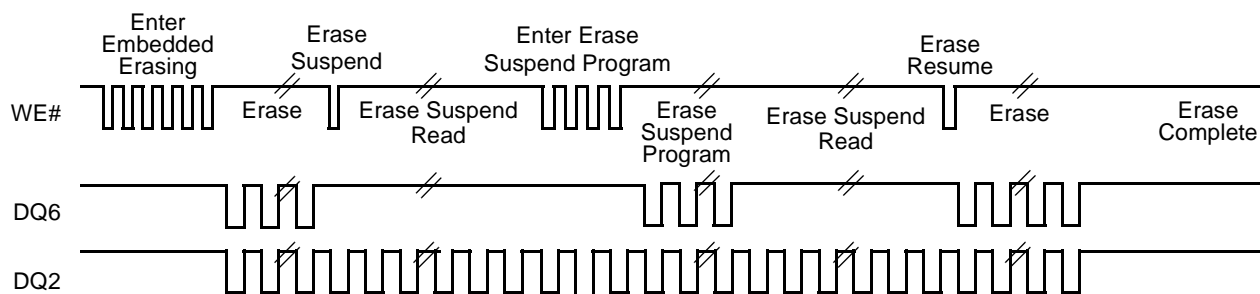 Enter
Embedded
Erasing
Erase
Suspend
Enter Erase
Suspend Program
Erase
Resume
WE#
Erase
Erase Suspend
Read
Erase
Suspend
Program
Erase Suspend
Read
Erase
Erase
Complete
DQ6
DQ2